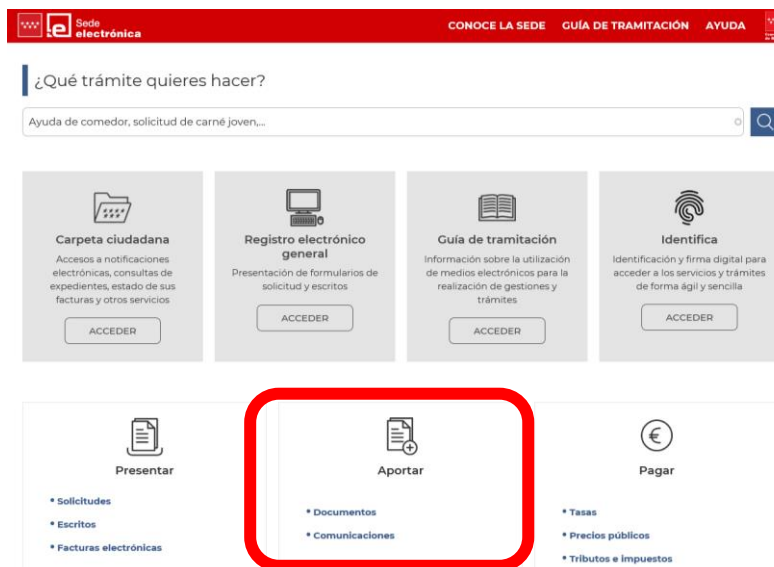 Sede
electrónica
CONOCE LA SEDE GUÍA DE TRAMITACIÓN AYUDA
¿Qué trámite quieres hacer?
Ayuda de comedor, solicitud de carné joven,...
Carpeta ciudadana
Accesos a notificaciones
electrónicas, consultas de
expedientes, estado de sus
facturas y otros servicios
ACCEDER
Registro electrónico
general
Presentación de formularios de
solicitud y escritos
ACCEDER
Guía de tramitación
Información sobre la utilización
de medios electrónicos para la
realización de gestiones y
trámites
ACCEDER
Identifica
Identificación y firma digital para
acceder a los servicios y trámites
de forma ágil y sencilla
ACCEDER
Presentar
• Solicitudes
• Escritos
• Facturas electrónicas
Aportar
• Documentos
• Comunicaciones
Pagar
• Tasas
• Precios públicos
• Tributos e impuestos